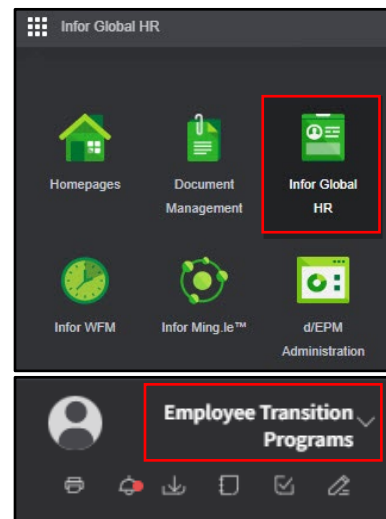 Infor Global HR
Homepages
Document
Management
Infor Global
HR
Infor WFM
Infor Ming.le™
d/EPM
Administration
Employee Transition
Programs